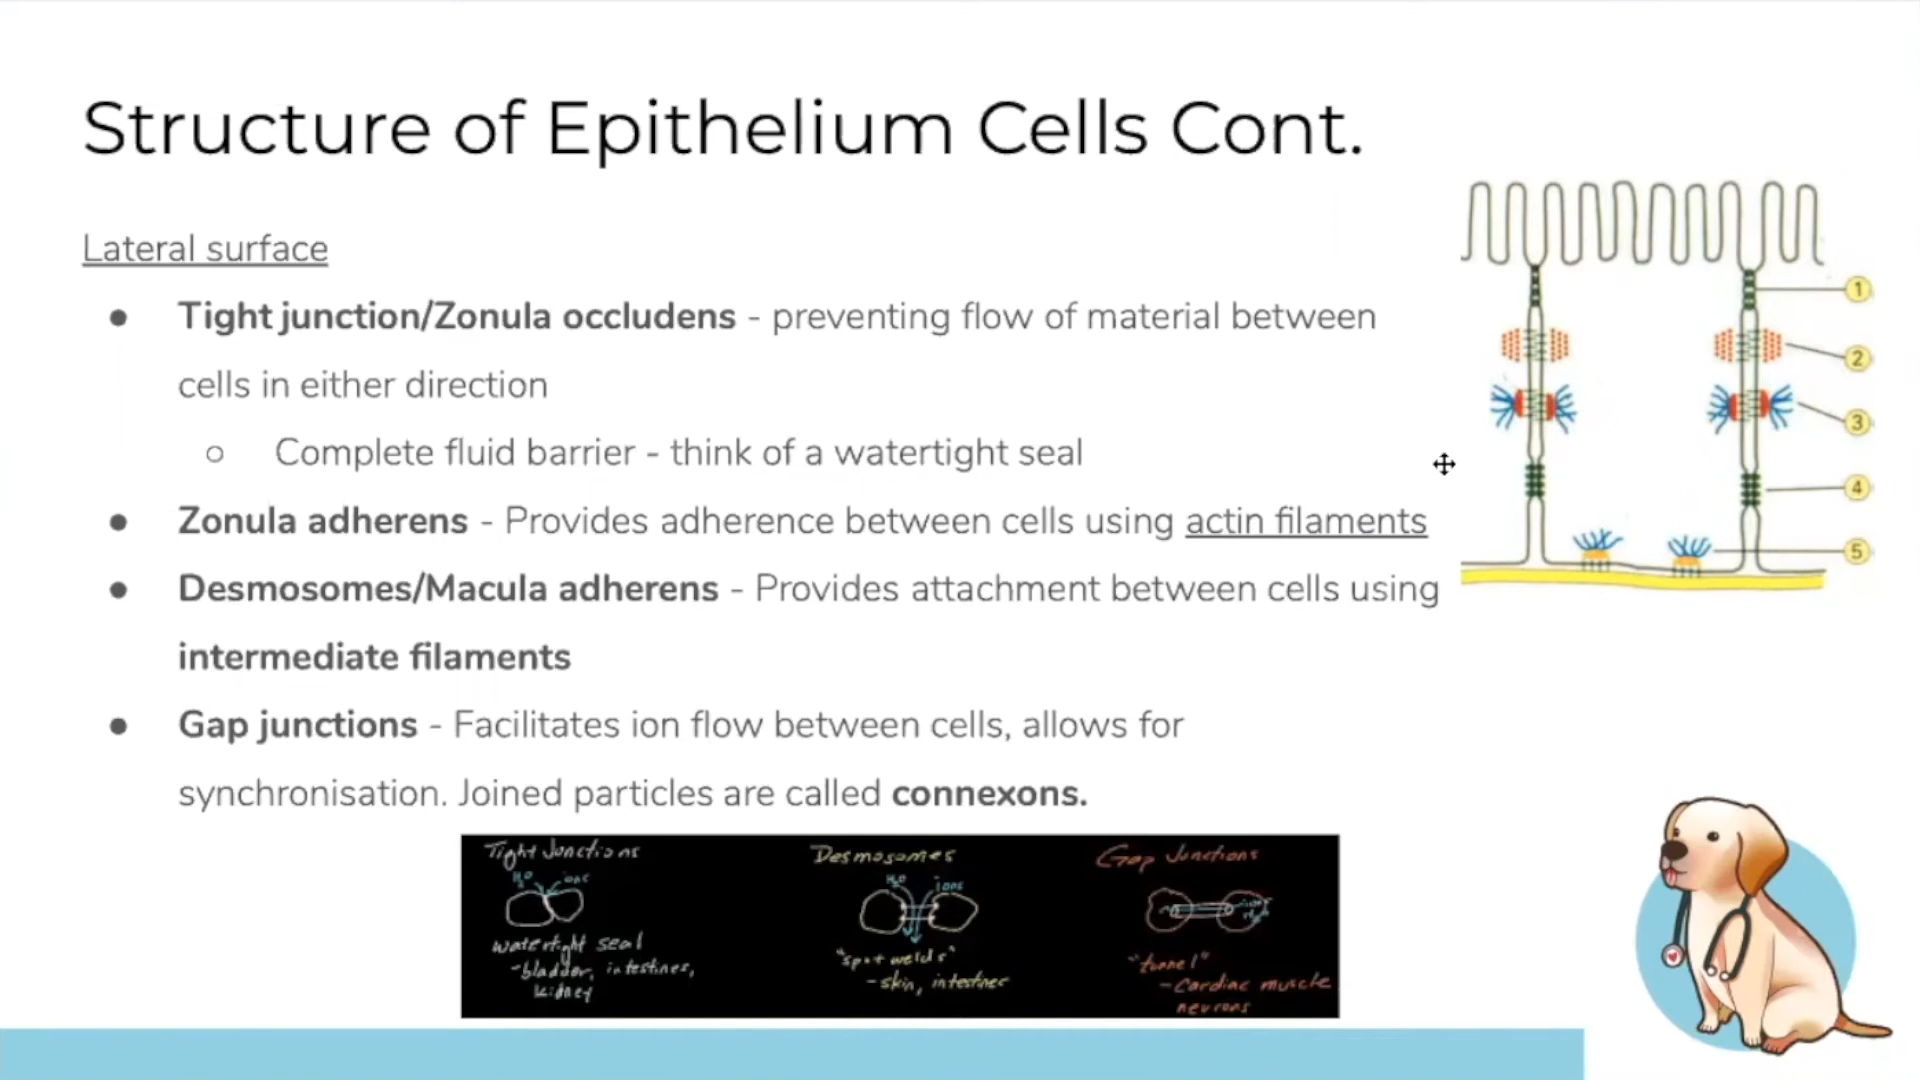 Structure of Epithelium Cells Cont.
Lateral surface
● Tight junction/Zonula occludens - preventing flow of material between
cells in either direction
○ Complete fluid barrier - think of a watertight seal
● Zonula adherens - Provides adherence between cells using actin filaments
● Desmosomes/Macula adherens - Provides attachment between cells using
intermediate filaments
● Gap junctions - Facilitates ion flow between cells, allows for
synchronisation. Joined particles are called connexons.
1
2
3
4
5
Tight Junctions
H₂O ions
watertight seal
-bladder, intestines,
kidney
Desmosomes
H₂O ions
"spot welds"
-skin, intestines
Gap Junctions
"tunnel"
-Cardiac muscle
neurons